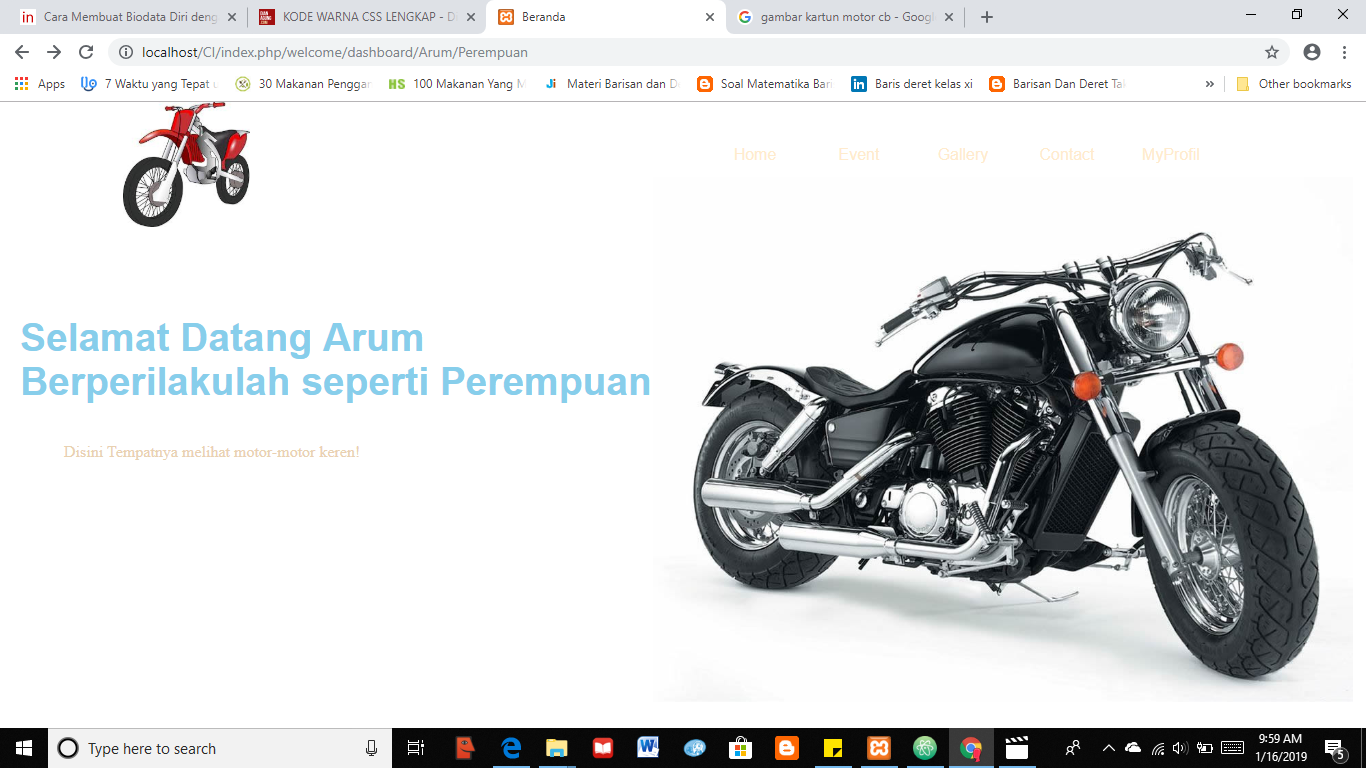 Cara Membuat Biodata Diri deng
KODE WARNA CSS LENGKAP - Di
Beranda
gambar kartun motor cb - Googl
localhost/CI/index.php/welcome/dashboard/Arum/Perempuan
Apps
7 Waktu yang Tepat u
30 Makanan Penggan
100 Makanan Yang M
Materi Barisan dan D
Soal Matematika Bari
Baris deret kelas xi
Barisan Dan Deret Tak
Other bookmarks
Home Event Gallery Contact MyProfil
Selamat Datang Arum
Berperilakulah seperti Perempuan
Disini Tempatnya melihat motor-motor keren!
Type here to search
9:59 AM
1/16/2019
5